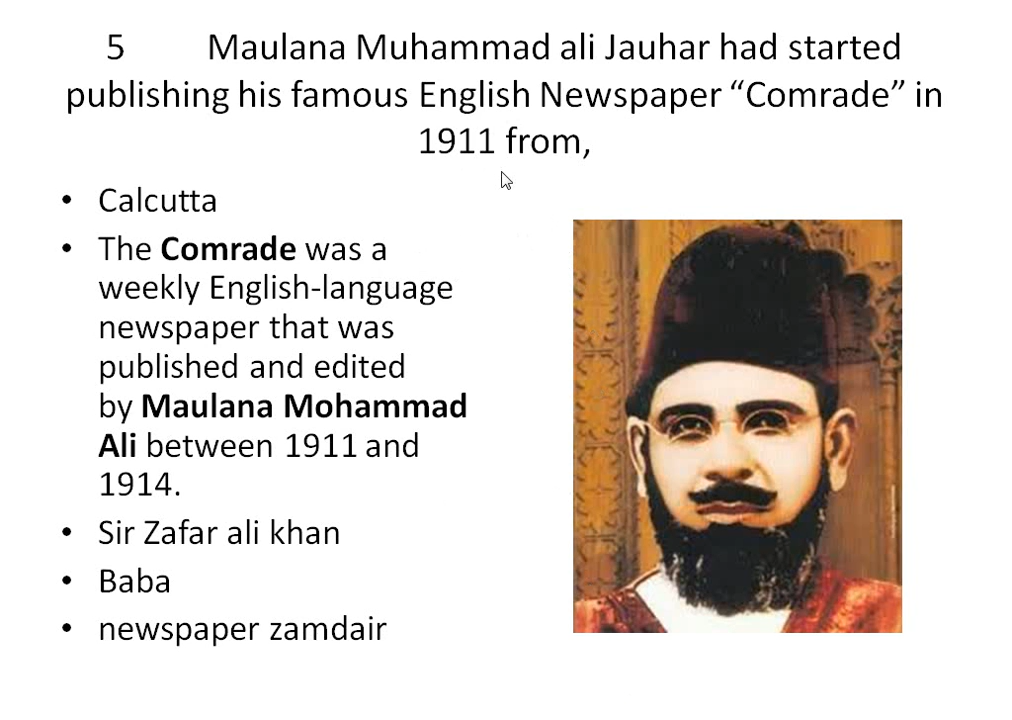 5 Maulana Muhammad ali Jauhar had started
publishing his famous English Newspaper “Comrade” in
1911 from,
• Calcutta
• The Comrade was a
weekly English-language
newspaper that was
published and edited
by Maulana Mohammad
Ali between 1911 and
1914.
• Sir Zafar ali khan
• Baba
• newspaper zamdair